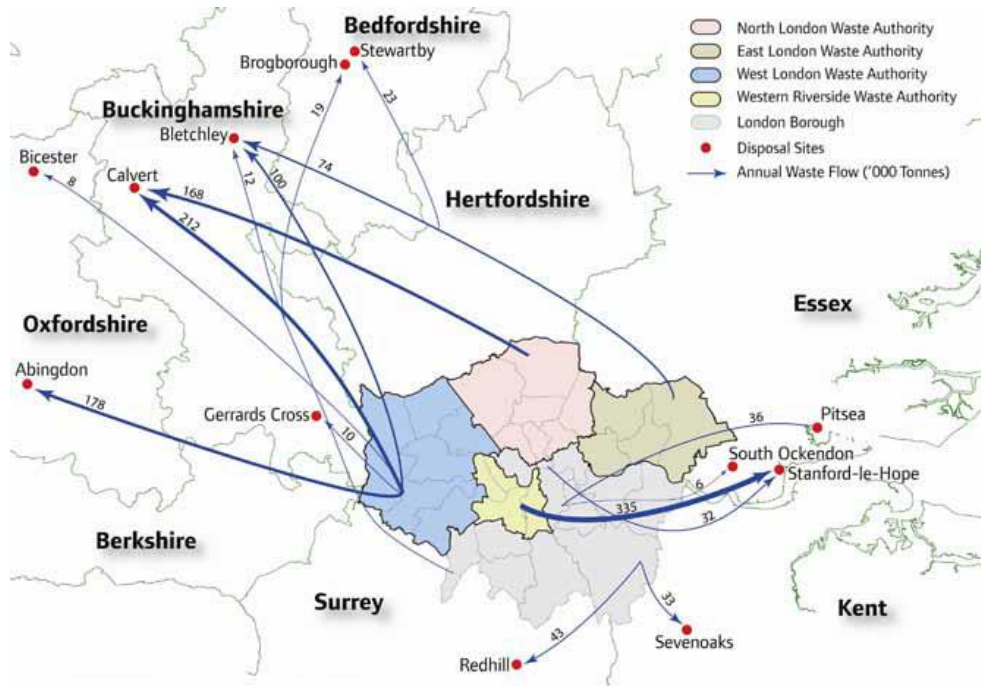 Bedfordshire
Stewartby
Brogborough
North London Waste Authority
East London Waste Authority
West London Waste Authority
Western Riverside Waste Authority
London Borough
Disposal Sites
Annual Waste Flow ('000 Tonnes)
Buckinghamshire
Bletchley
Bicester
Calvert
Hertfordshire
19
23
74
12
100
8
168
212
Essex
Oxfordshire
Abingdon
178
Gerrards Cross
10
36
Pitsea
South Ockendon
Stanford-le-Hope
6
335
32
Berkshire
Surrey
Kent
33
43
Sevenoaks
Redhill